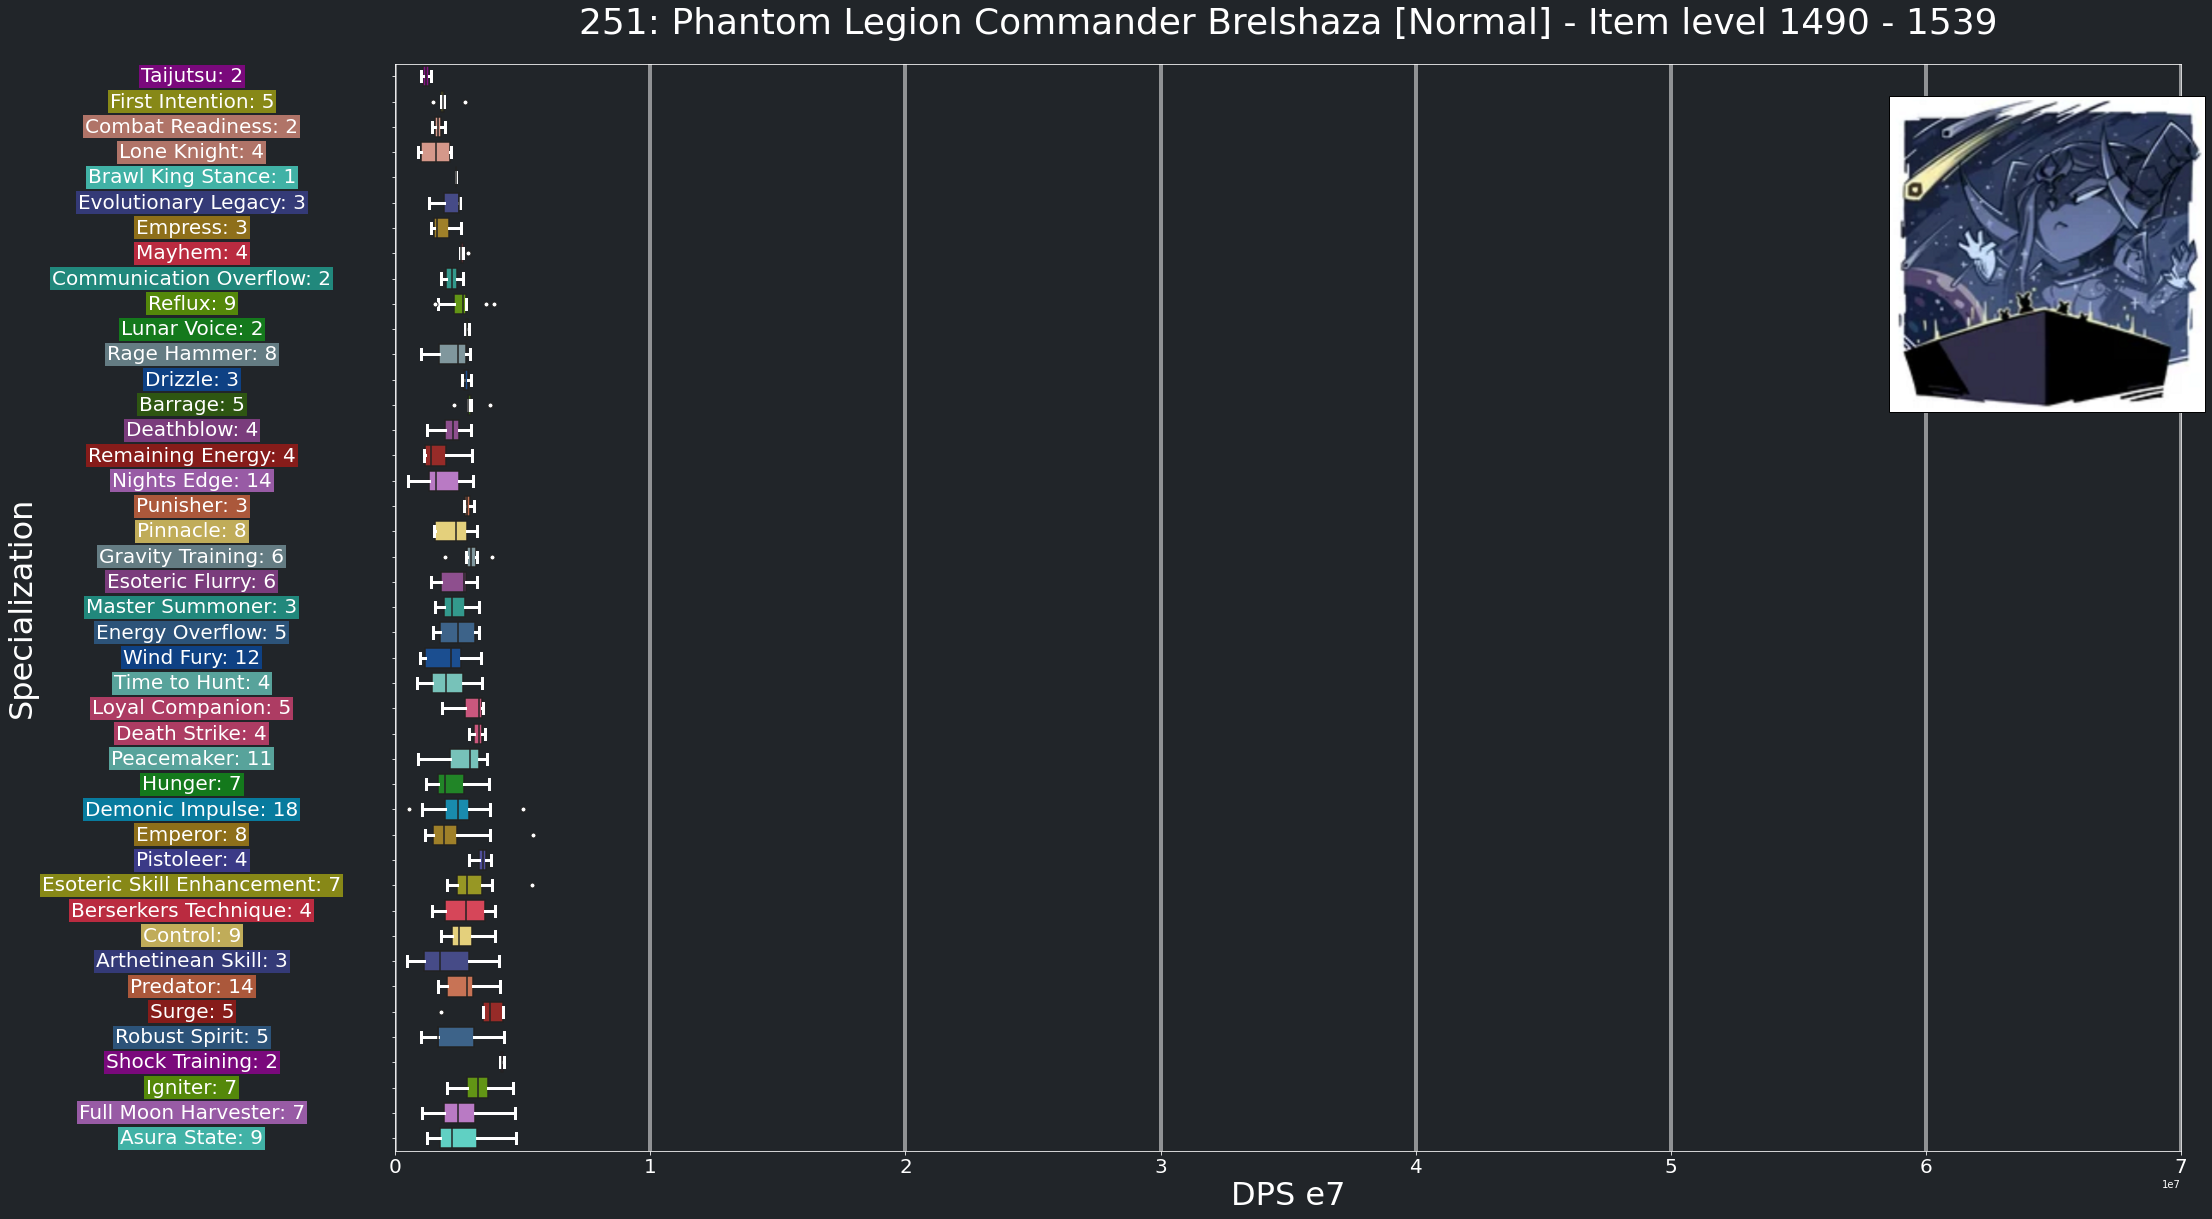 251: Phantom Legion Commander Brelshaza [Normal] - Item level 1490 - 1539
Specialization
Taijutsu: 2
First Intention: 5
Combat Readiness: 2
Lone Knight: 4
Brawl King Stance: 1
Evolutionary Legacy: 3
Empress: 3
Mayhem: 4
Communication Overflow: 2
Reflux: 9
Lunar Voice: 2
Rage Hammer: 8
Drizzle: 3
Barrage: 5
Deathblow: 4
Remaining Energy: 4
Nights Edge: 14
Punisher: 3
Pinnacle: 8
Gravity Training: 6
Esoteric Flurry: 6
Master Summoner: 3
Energy Overflow: 5
Wind Fury: 12
Time to Hunt: 4
Loyal Companion: 5
Death Strike: 4
Peacemaker: 11
Hunger: 7
Demonic Impulse: 18
Emperor: 8
Pistoleer: 4
Esoteric Skill Enhancement: 7
Berserkers Technique: 4
Control: 9
Arthetinean Skill: 3
Predator: 14
Surge: 5
Robust Spirit: 5
Shock Training: 2
Igniter: 7
Full Moon Harvester: 7
Asura State: 9
0 1 2 3 4 5 6 7
1e7
DPS e7